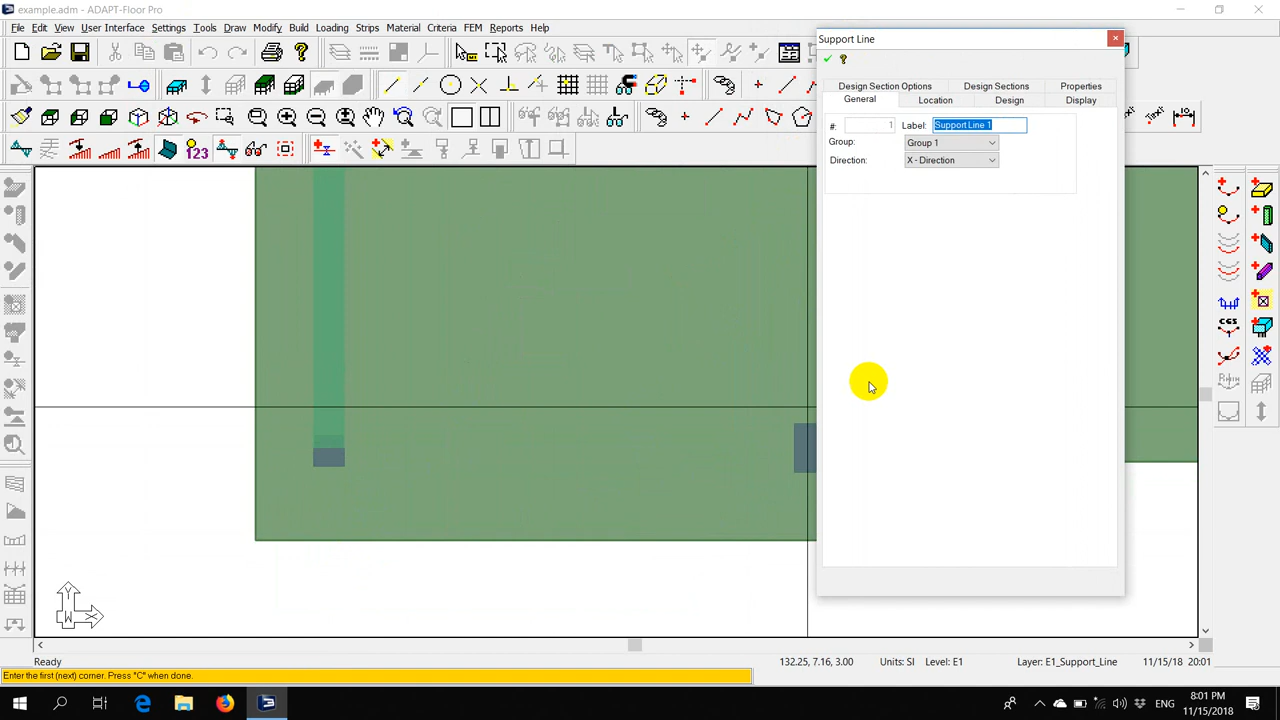 example.adm - ADAPT-Floor Pro
File Edit View User Interface Settings Tools Draw Modify Build Loading Strips Material Criteria FEM Reports Help
Support Line
Design Section Options Design Sections Properties
General Location Design Display
#: 1 Label: Support Line 1
Group: Group 1
Direction: X - Direction
123
CGS
Y
W X
Ready 132.25, 7.16, 3.00 Units: SI Level: E1 Layer: E1_Support_Line 11/15/18 20:01
Enter the first (next) corner. Press "C" when done.
ENG 8:01 PM
11/15/2018